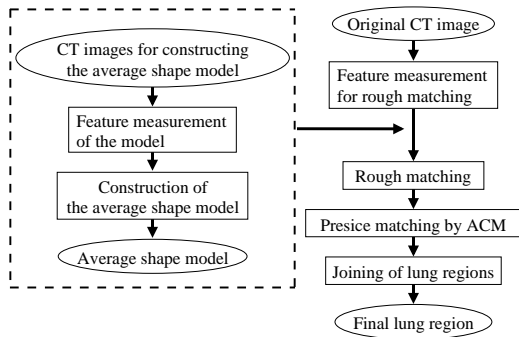 CT images for constructing
the average shape model
Feature measurement
of the model
Construction of
the average shape model
Average shape model
Original CT image
Feature measurement
for rough matching
Rough matching
Presice matching by ACM
Joining of lung regions
Final lung region